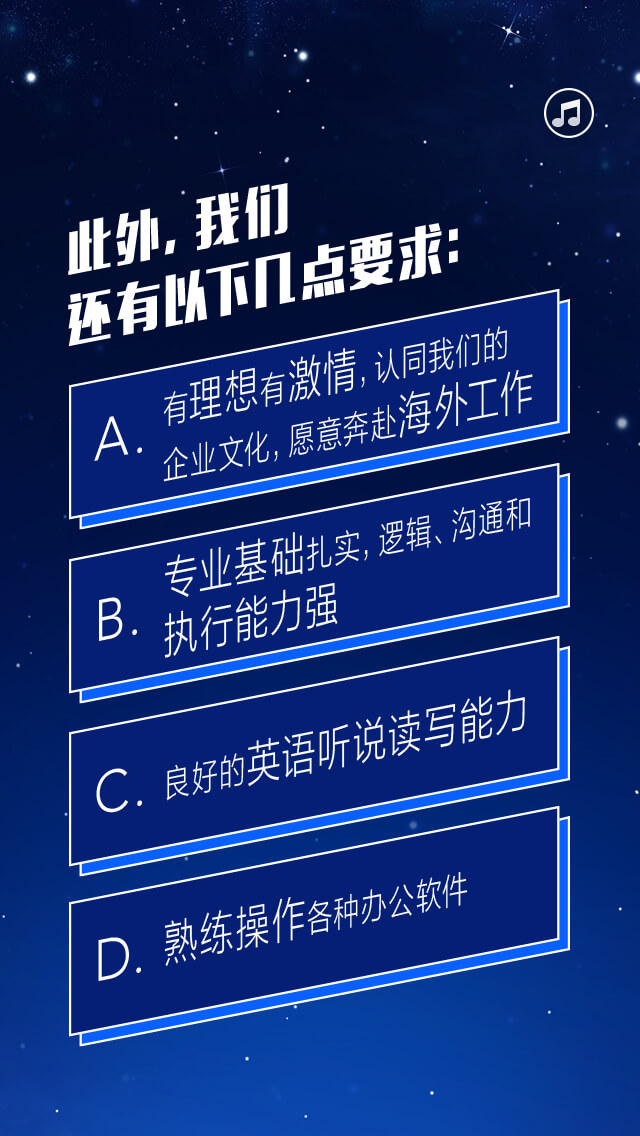 此外，我们
还有以下几点要求：
A. 有理想有激情，认同我们的
企业文化，愿意奔赴海外工作
B. 专业基础扎实，逻辑、沟通和
执行能力强
C. 良好的英语听说读写能力
D. 熟练操作各种办公软件